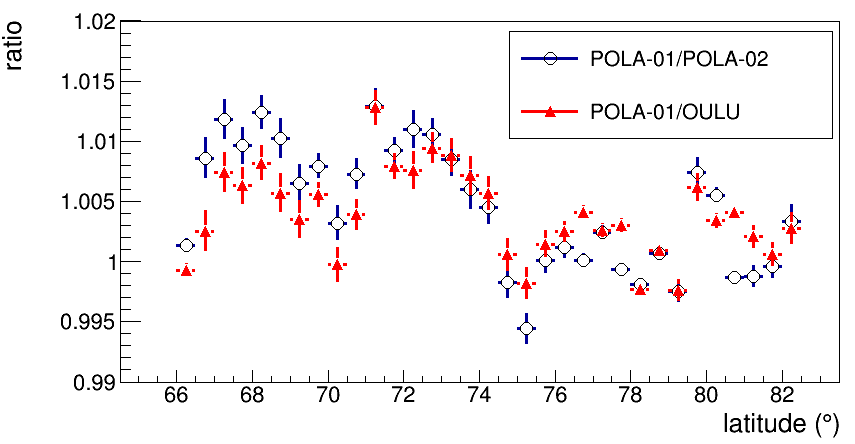 ratio
1.02
1.015
1.01
1.005
1
0.995
0.99
POLA-01/POLA-02
POLA-01/OULU
66 68 70 72 74 76 78 80 82
latitude (°)